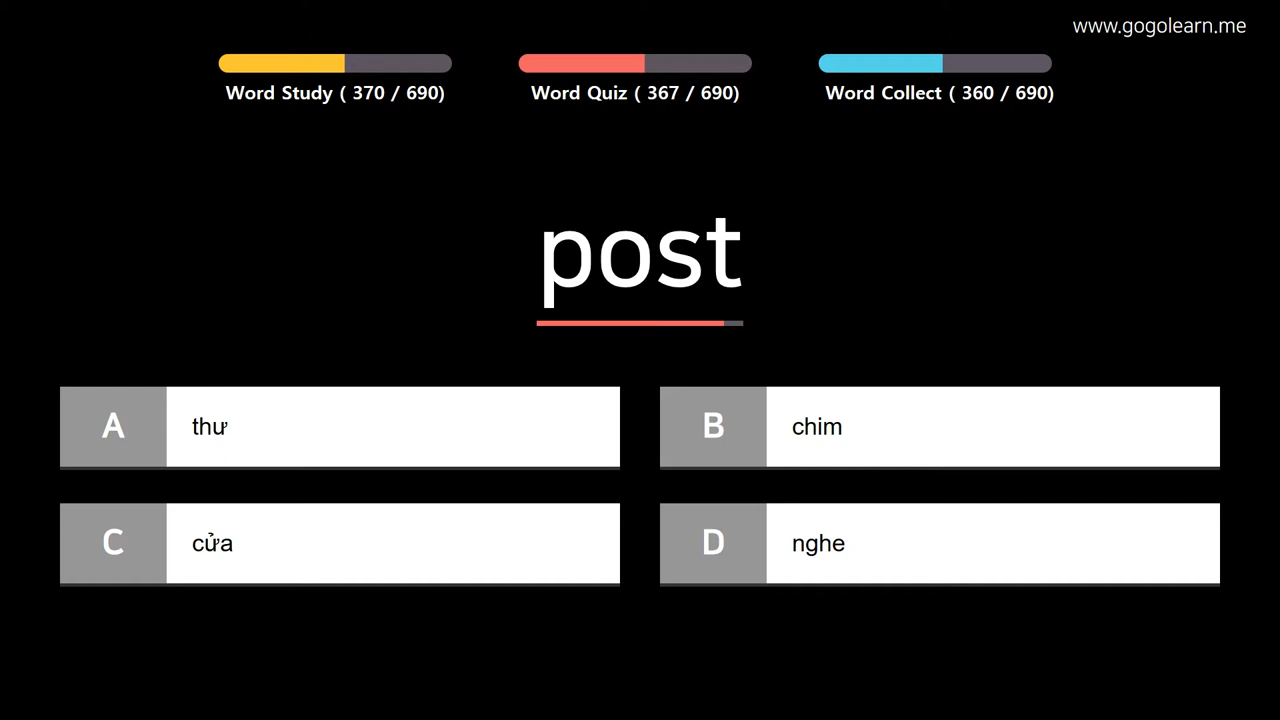 www.gogolearn.me
Word Study ( 370 / 690)
Word Quiz ( 367 / 690)
Word Collect ( 360 / 690)
post
A thư
B chim
C cửa
D nghe